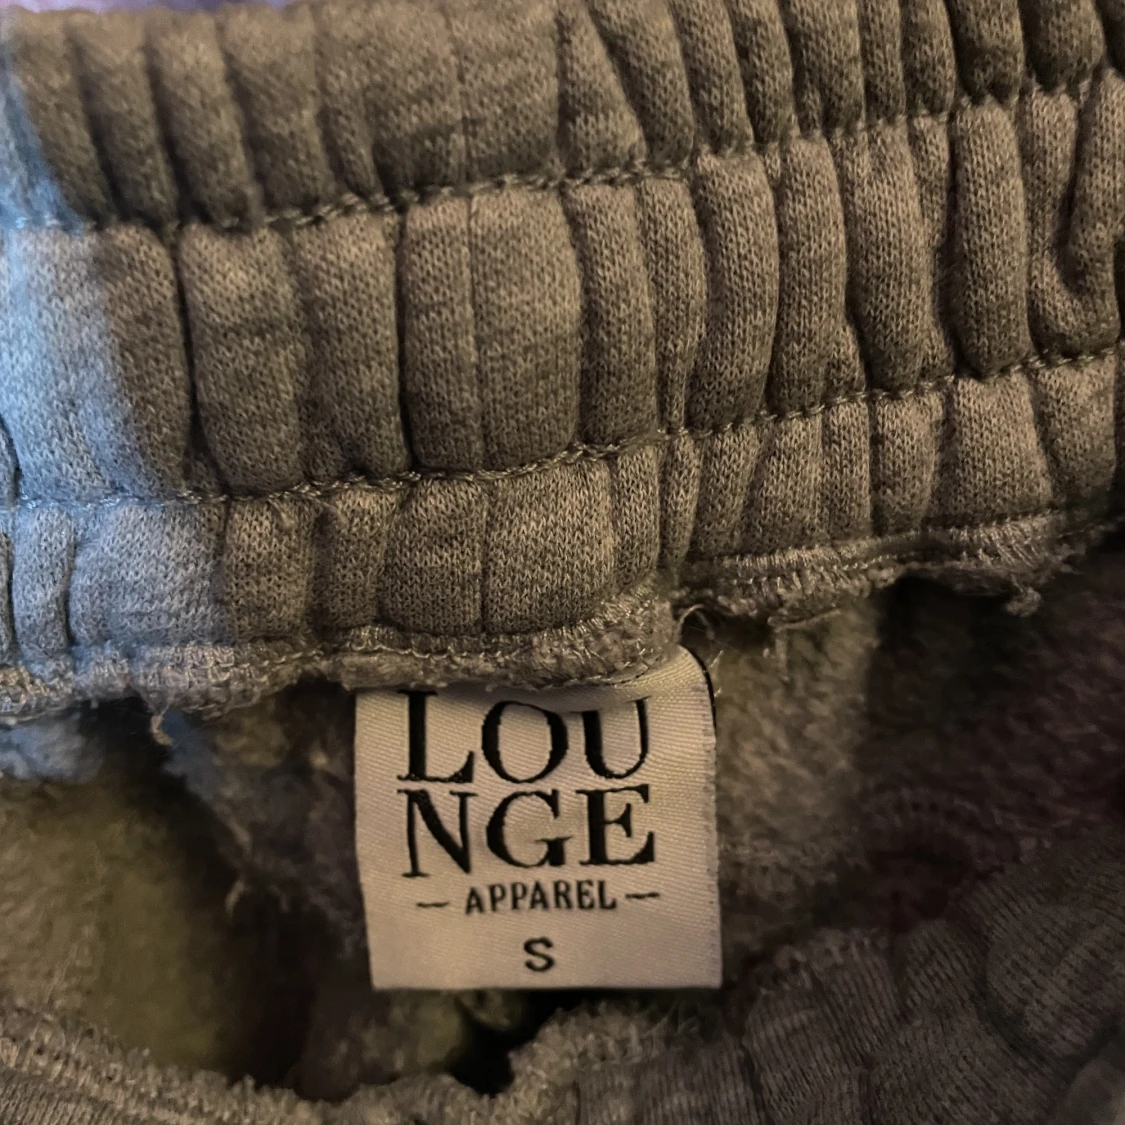 LOU
NGE
— APPAREL —
S